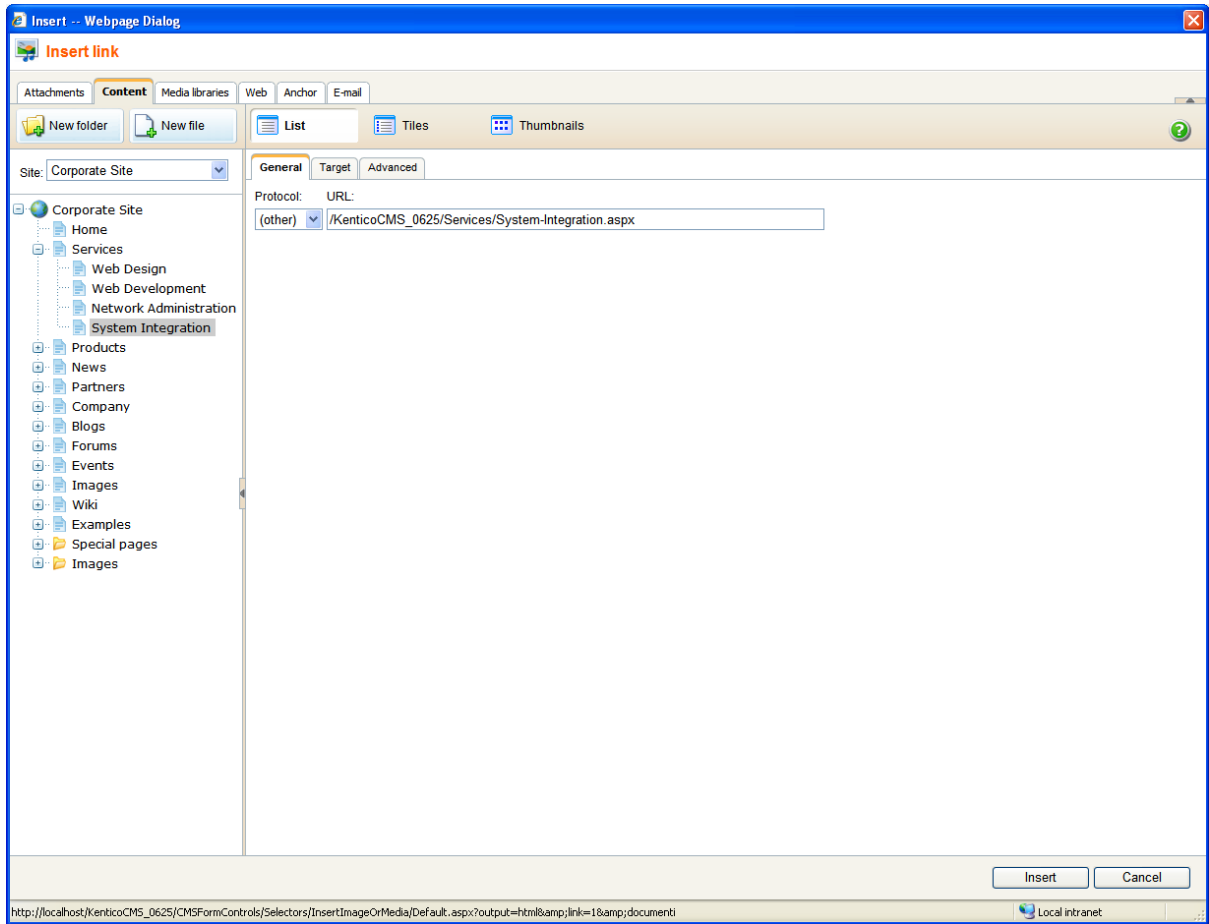 Insert -- Webpage Dialog
Insert link
Attachments Content Media libraries Web Anchor E-mail
New folder New file List Tiles Thumbnails
Site: Corporate Site
General Target Advanced
Protocol: URL:
(other) /KenticoCMS_0625/Services/System-Integration.aspx
Corporate Site
Home
Services
Web Design
Web Development
Network Administration
System Integration
Products
News
Partners
Company
Blogs
Forums
Events
Images
Wiki
Examples
Special pages
Images
Insert Cancel
http://localhost/KenticoCMS_0625/CMSFormControls/Selectors/InsertImageOrMedia/Default.aspx?output=html&amp;link=1&amp;documenti Local intranet